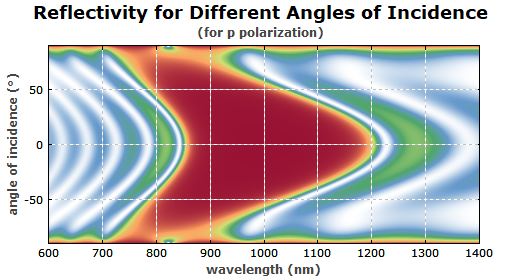 Reflectivity for Different Angles of Incidence
(for p polarization)
angle of incidence (°)
50
0
-50
600 700 800 900 1000 1100 1200 1300 1400
wavelength (nm)